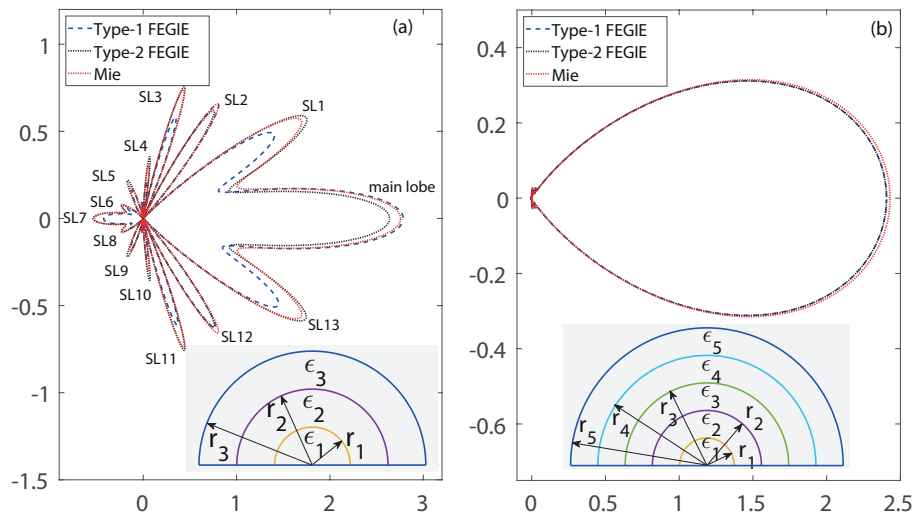 Type-1 FEGIE
Type-2 FEGIE
Mie
(a)
1
0.5
0
-0.5
-1
-1.5
0
1
2
3
SL3
SL2
SL1
SL4
SL5
SL6
SL7
main lobe
SL8
SL9
SL10
SL11
SL12
SL13
ϵ3
ϵ2
ϵ1
r3
r2
r1
Type-1 FEGIE
Type-2 FEGIE
Mie
(b)
0.4
0.2
0
-0.2
-0.4
-0.6
0
0.5
1
1.5
2
2.5
ϵ5
ϵ4
ϵ3
ϵ2
ϵ1
r5
r4
r3
r2
r1